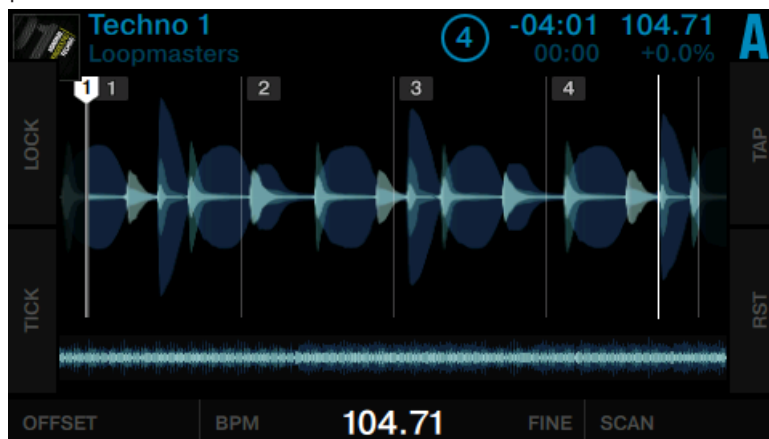 Techno 1
Loopmasters
4
-04:01
00:00
104.71
+0.0%
A
1
1
2
3
4
LOCK
TAP
TICK
RST
OFFSET
BPM
104.71
FINE
SCAN